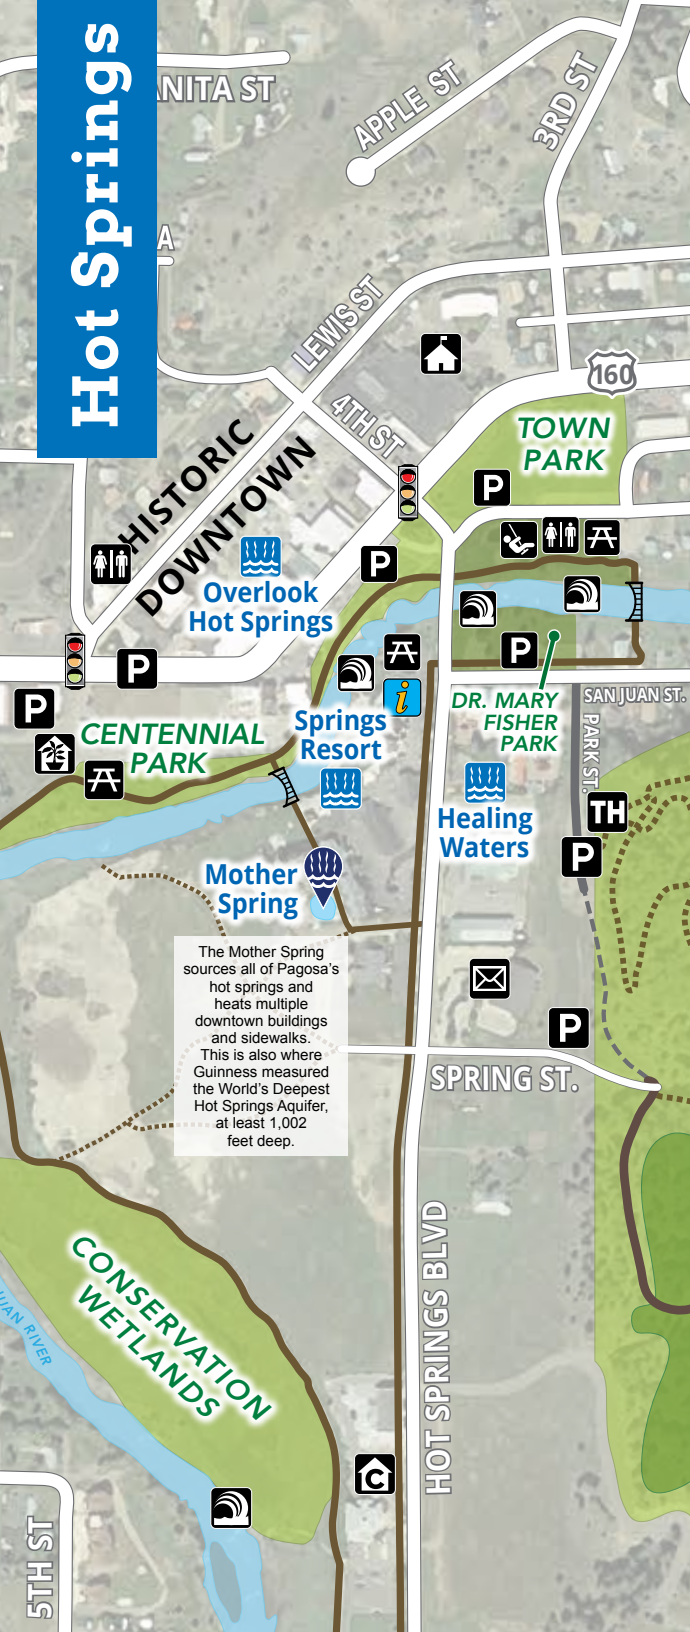 Hot Springs
ANITA ST
APPLE ST
3RD ST
A
LEWIS ST
160
4TH ST
TOWN
PARK
HISTORIC
DOWNTOWN
P
P
Overlook
Hot Springs
P
P
P
i
DR. MARY
FISHER
PARK
SAN JUAN ST.
PARK ST.
CENTENNIAL
PARK
Springs
Resort
TH
Healing
Waters
P
Mother
Spring
The Mother Spring
sources all of Pagosa's
hot springs and
heats multiple
downtown buildings
and sidewalks.
This is also where
Guinness measured
the World's Deepest
Hot Springs Aquifer,
at least 1,002
feet deep.
P
SPRING ST.
HOT SPRINGS BLVD
CONSERVATION
WETLANDS
UAN RIVER
C
5TH ST